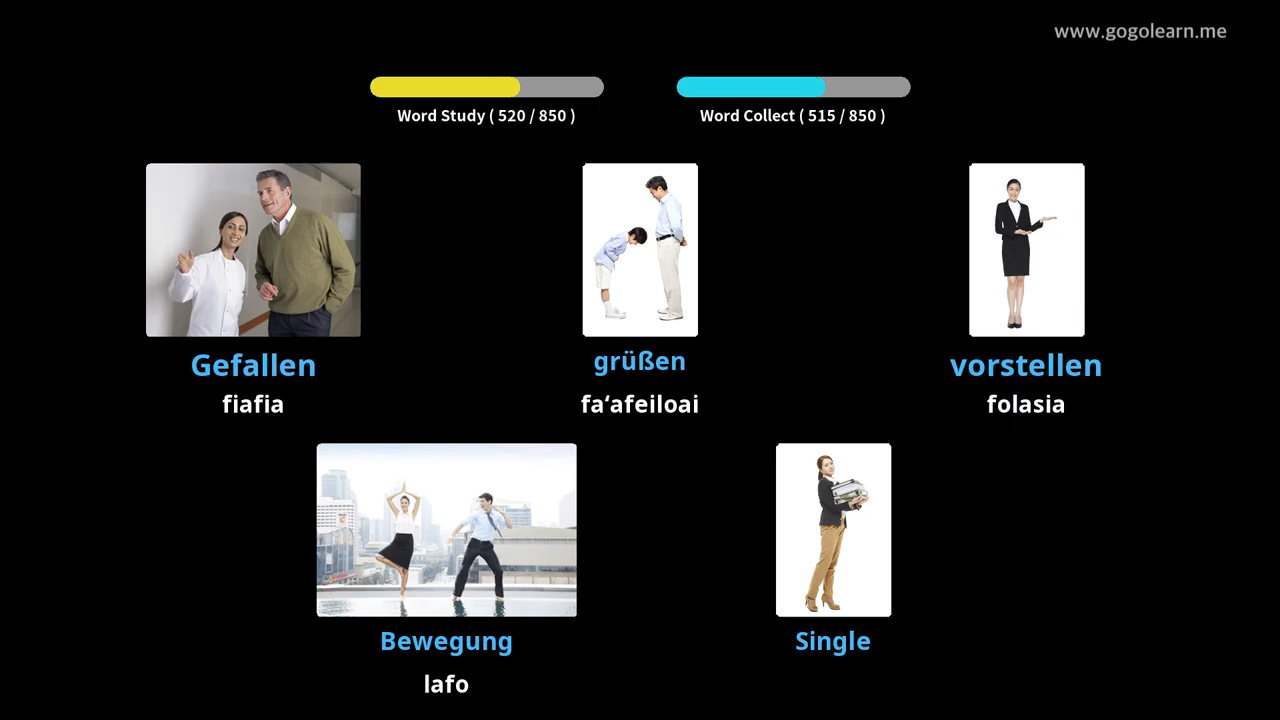 www.gogolearn.me
Word Study ( 520 / 850 )
Word Collect ( 515 / 850 )
Gefallen
fiafia
grüßen
fa‘afeiloai
vorstellen
folasia
Bewegung
lafo
Single